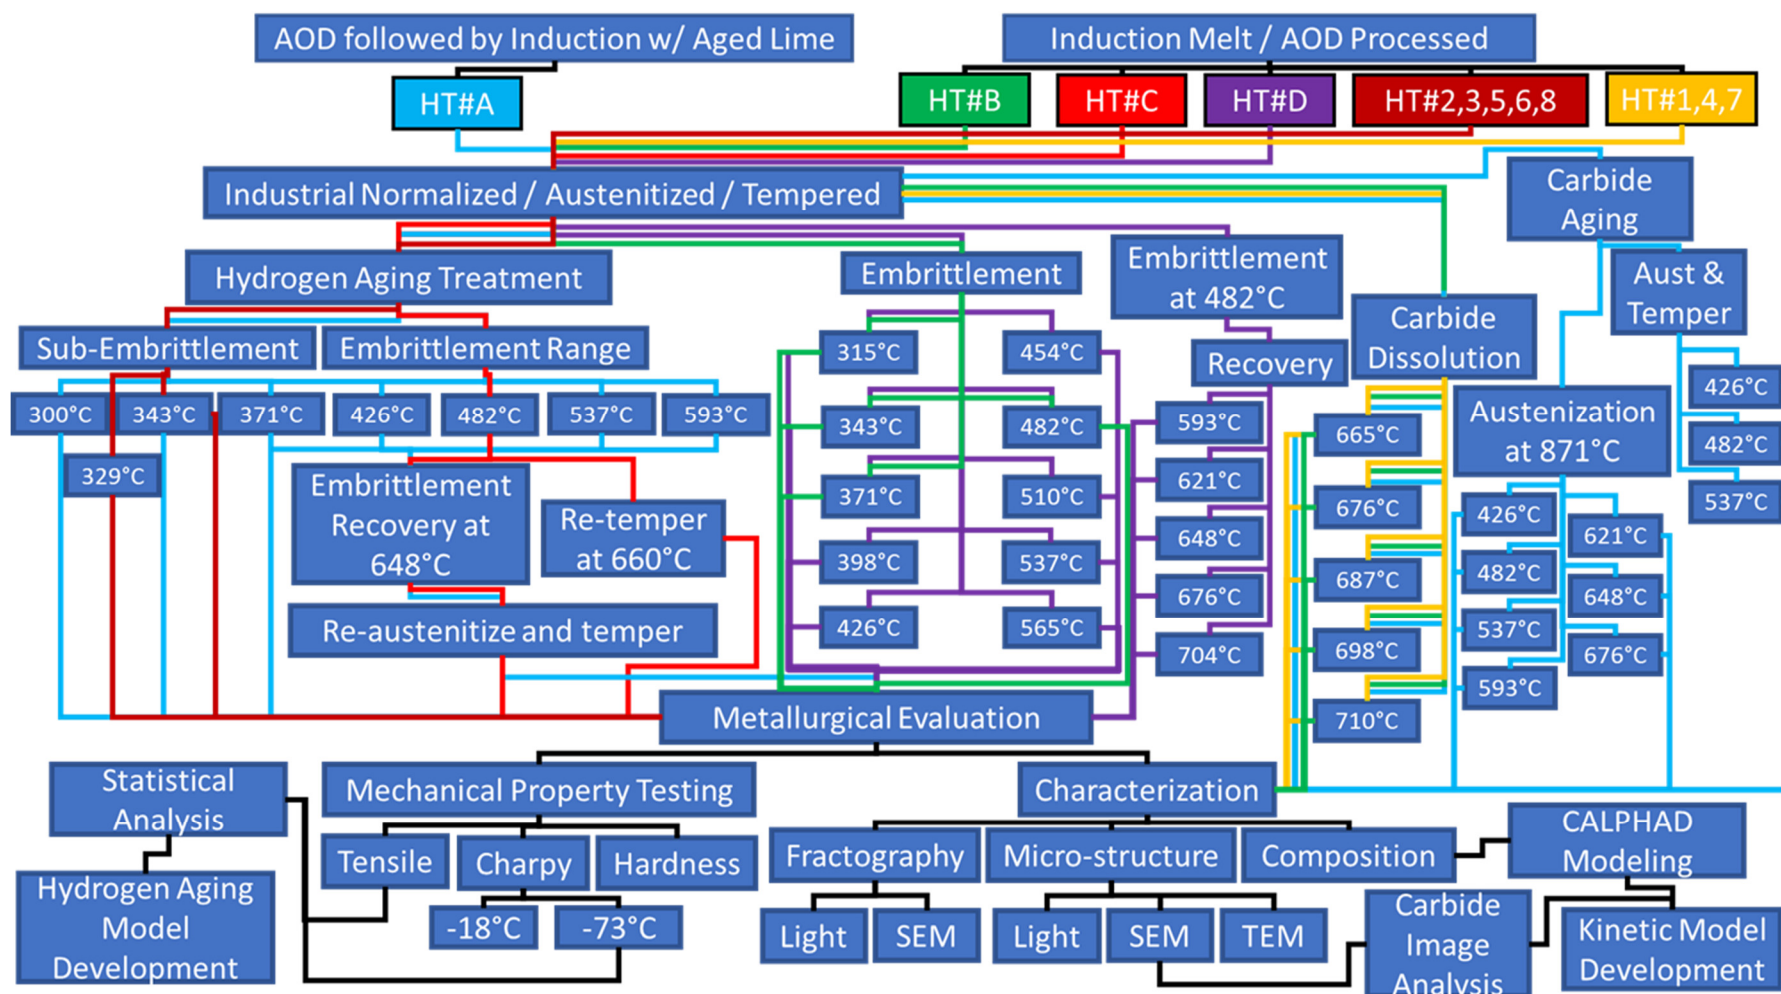 AOD followed by Induction w/ Aged Lime
Induction Melt / AOD Processed
HT#A
HT#B
HT#C
HT#D
HT#2,3,5,6,8
HT#1,4,7
Industrial Normalized / Austenitized / Tempered
Carbide
Aging
Hydrogen Aging Treatment
Embrittlement
Embrittlement
at 482°C
Aust &
Temper
Sub-Embrittlement
Embrittlement Range
300°C
343°C
371°C
426°C
482°C
537°C
593°C
329°C
Embrittlement
Recovery at
648°C
Re-temper
at 660°C
Re-austenitize and temper
315°C
454°C
343°C
482°C
371°C
510°C
398°C
537°C
426°C
565°C
Recovery
593°C
621°C
648°C
676°C
704°C
Carbide
Dissolution
665°C
676°C
687°C
698°C
710°C
Austenization
at 871°C
426°C
482°C
537°C
593°C
621°C
648°C
676°C
426°C
482°C
537°C
Metallurgical Evaluation
Statistical
Analysis
Mechanical Property Testing
Characterization
Hydrogen Aging
Model
Development
Tensile
Charpy
Hardness
-18°C
-73°C
Fractography
Micro-structure
Composition
CALPHAD
Modeling
Light
SEM
Light
SEM
TEM
Carbide
Image
Analysis
Kinetic Model
Development